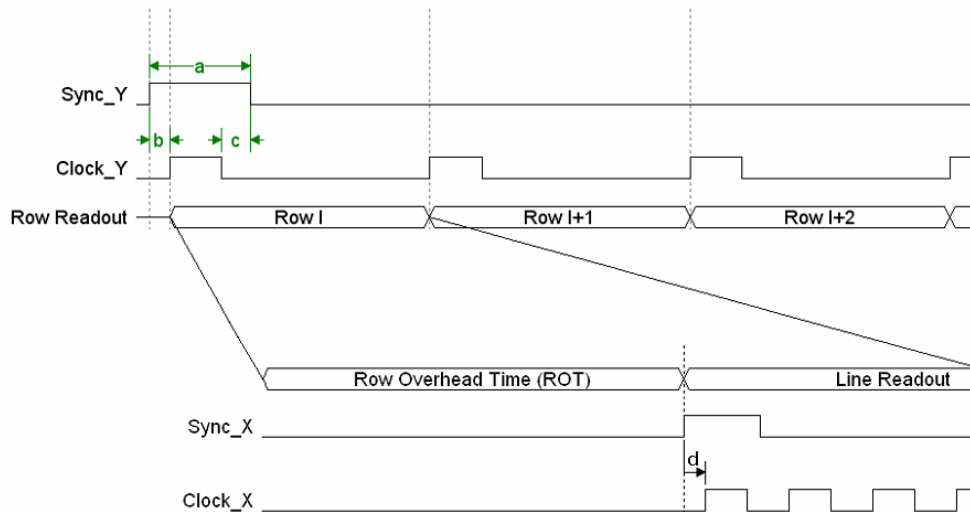 a
Sync_Y
b c
Clock_Y
Row Readout Row I Row I+1 Row I+2
Row Overhead Time (ROT) Line Readout
Sync_X
d
Clock_X